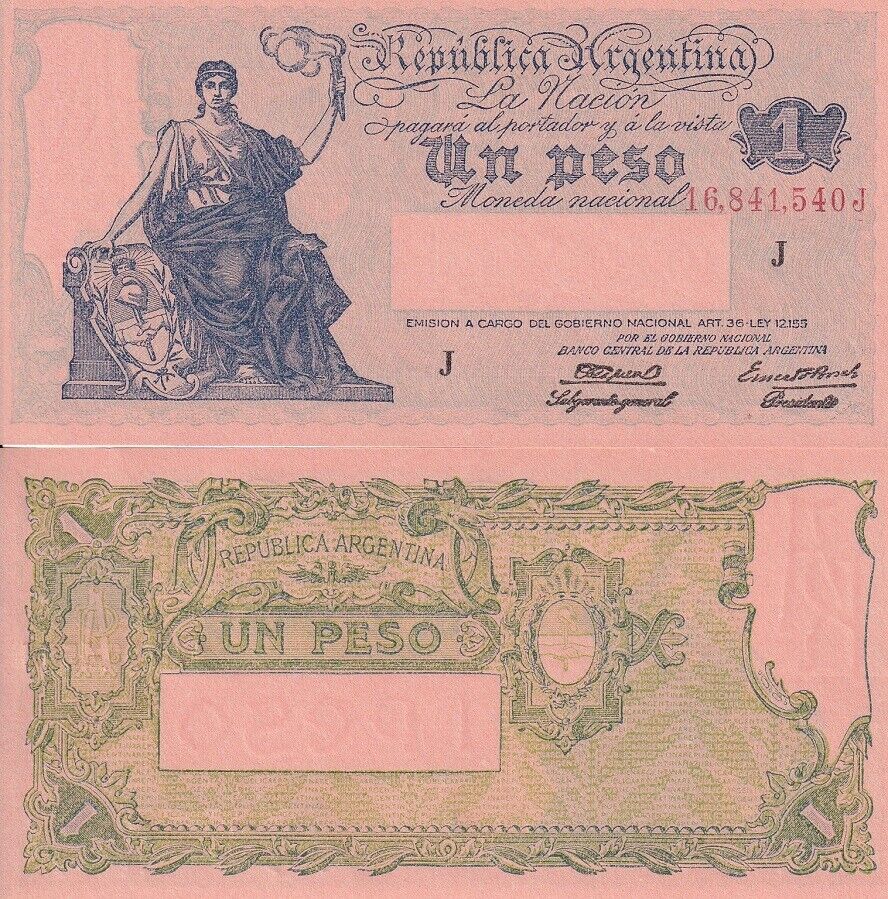 República Argentina
La Nación
pagará al portador y á la vista
1
Un peso
Moneda nacional 16,841,540 J
J
EMISION A CARGO DEL GOBIERNO NACIONAL ART. 36-LEY 12.155
POR EL GOBIERNO NACIONAL
J
BANCO CENTRAL DE LA REPUBLICA ARGENTINA
Subgerente general
Presidente
1
REPUBLICA ARGENTINA
UN PESO
1
1